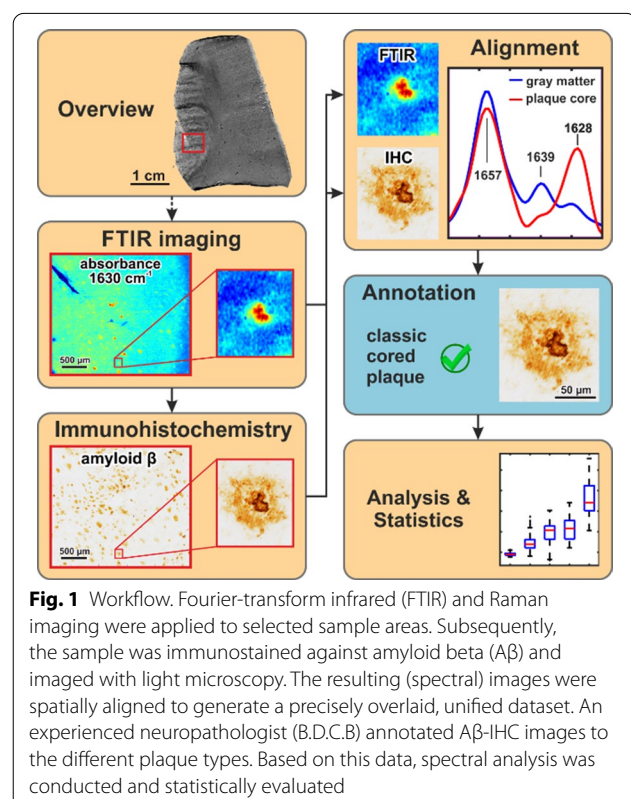 Overview
1 cm
FTIR imaging
absorbance
1630 cm⁻¹
500 µm
Immunohistochemistry
amyloid β
500 µm
Alignment
FTIR
IHC
gray matter
plaque core
1628
1639
1657
Annotation
classic
cored
plaque
50 µm
Analysis &
Statistics
Fig. 1 Workflow. Fourier-transform infrared (FTIR) and Raman
imaging were applied to selected sample areas. Subsequently,
the sample was immunostained against amyloid beta (Aβ) and
imaged with light microscopy. The resulting (spectral) images were
spatially aligned to generate a precisely overlaid, unified dataset. An
experienced neuropathologist (B.D.C.B) annotated Aβ-IHC images to
the different plaque types. Based on this data, spectral analysis was
conducted and statistically evaluated